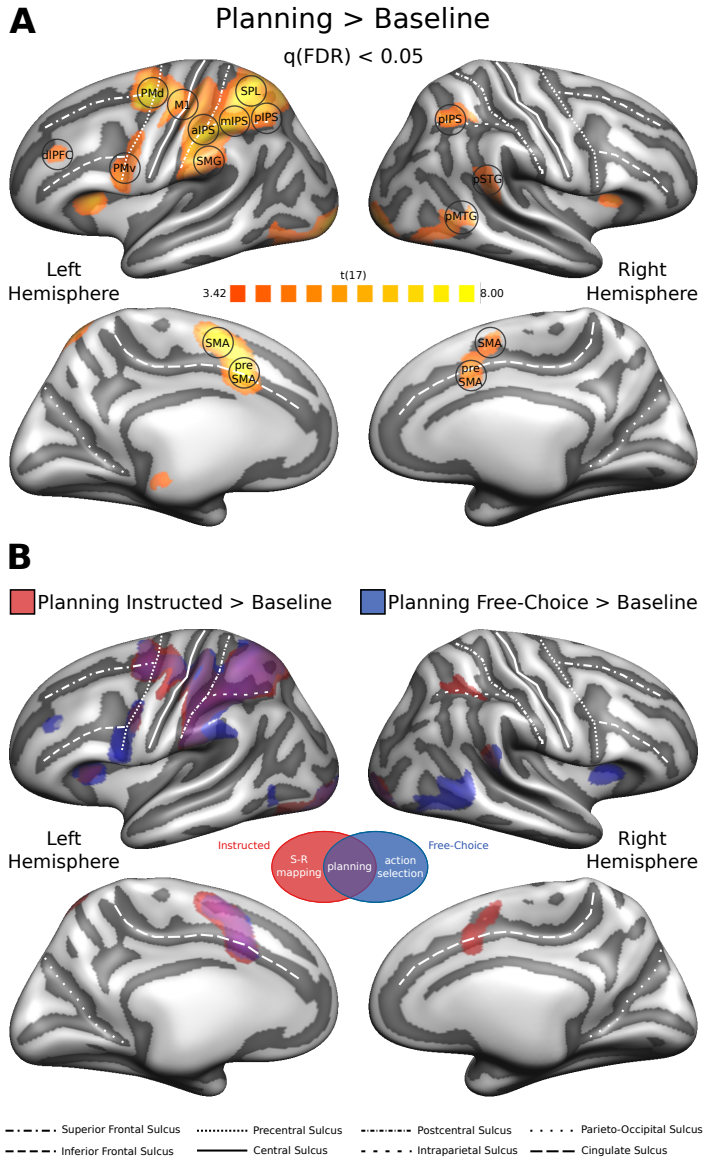 A
Planning > Baseline
q(FDR) < 0.05
PMd
M1
SPL
aIPS
mIPS
pIPS
dlPFC
PMv
SMG
pIPS
pSTG
pMTG
Left
Hemisphere
t(17)
3.42
8.00
Right
Hemisphere
SMA
pre
SMA
SMA
pre
SMA
B
Planning Instructed > Baseline
Planning Free-Choice > Baseline
Left
Hemisphere
Instructed
Free-Choice
S-R
mapping
planning
action
selection
Right
Hemisphere
Superior Frontal Sulcus
Precentral Sulcus
Postcentral Sulcus
Parieto-Occipital Sulcus
Inferior Frontal Sulcus
Central Sulcus
Intraparietal Sulcus
Cingulate Sulcus